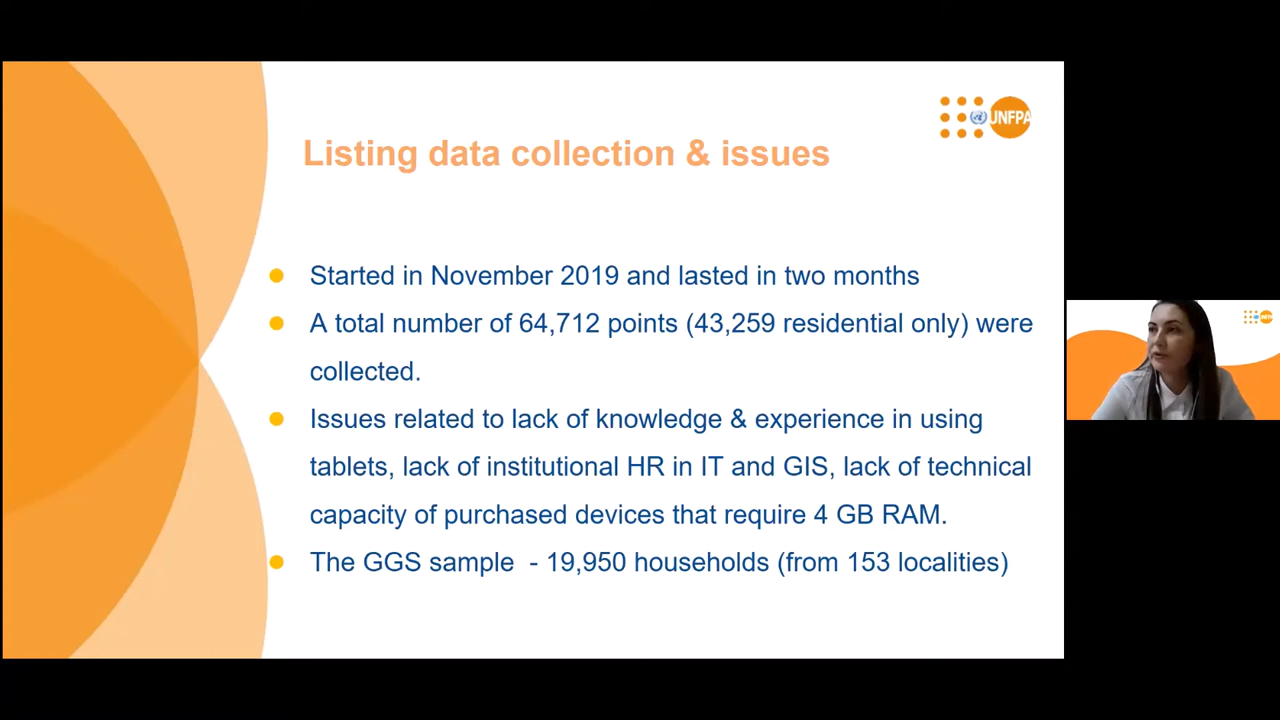 UNFPA
Listing data collection & issues
Started in November 2019 and lasted in two months
A total number of 64,712 points (43,259 residential only) were
collected.
Issues related to lack of knowledge & experience in using
tablets, lack of institutional HR in IT and GIS, lack of technical
capacity of purchased devices that require 4 GB RAM.
The GGS sample - 19,950 households (from 153 localities)
UNFPA